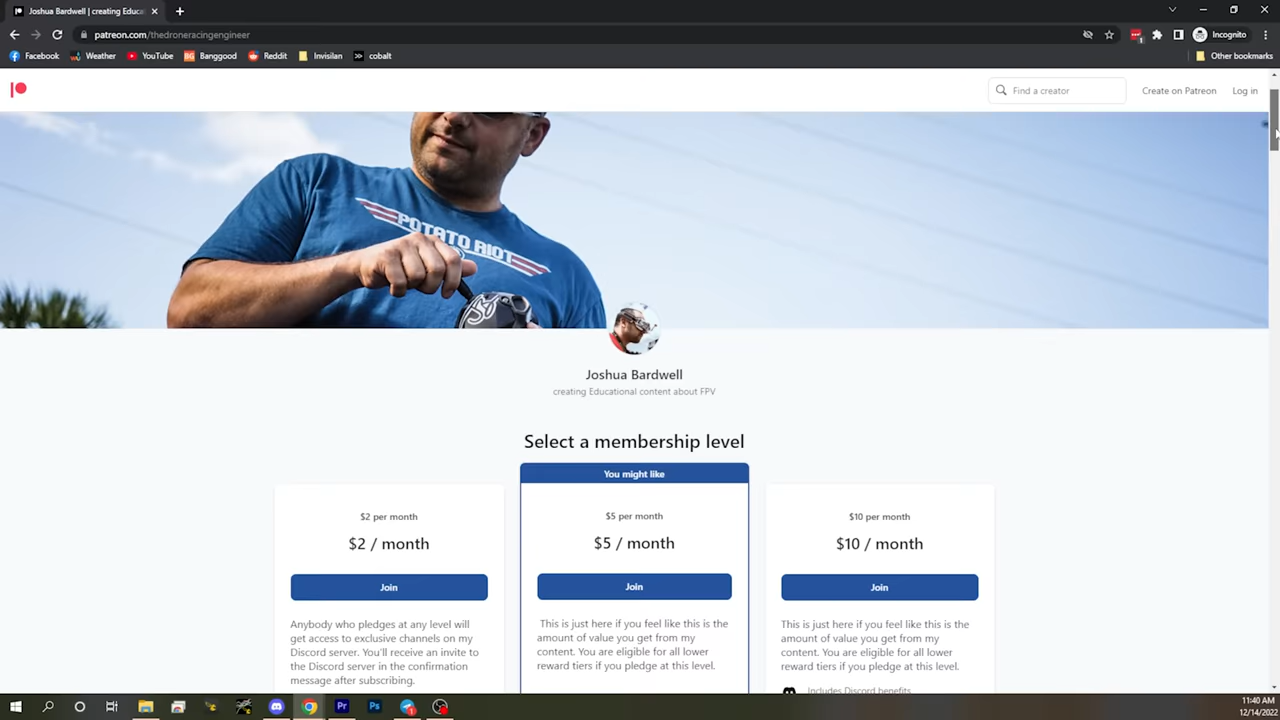 Joshua Bardwell | creating Educa
patreon.com/thedroneracingengineer
1
Incognito
Facebook
Weather
YouTube
BG
Banggood
Reddit
Invisilan
cobalt
Other bookmarks
Find a creator
Create on Patreon
Log in
POTATO RIOT
Joshua Bardwell
creating Educational content about FPV
Select a membership level
$2 per month
$2 / month
Join
Anybody who pledges at any level will
get access to exclusive channels on my
Discord server. You'll receive an invite to
the Discord server in the confirmation
message after subscribing.
You might like
$5 per month
$5 / month
Join
This is just here if you feel like this is the
amount of value you get from my
content. You are eligible for all lower
reward tiers if you pledge at this level.
$10 per month
$10 / month
Join
This is just here if you feel like this is the
amount of value you get from my
content. You are eligible for all lower
reward tiers if you pledge at this level.
Includes Discord benefits
Pr
Ps
11:40 AM
12/14/2022